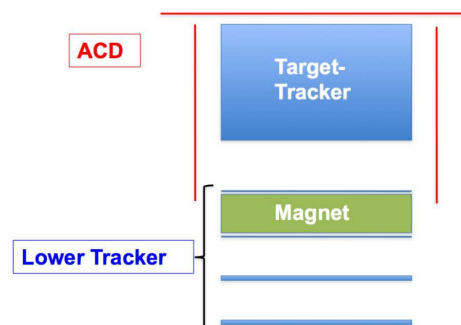 ACD
Target-
Tracker
Magnet
Lower Tracker